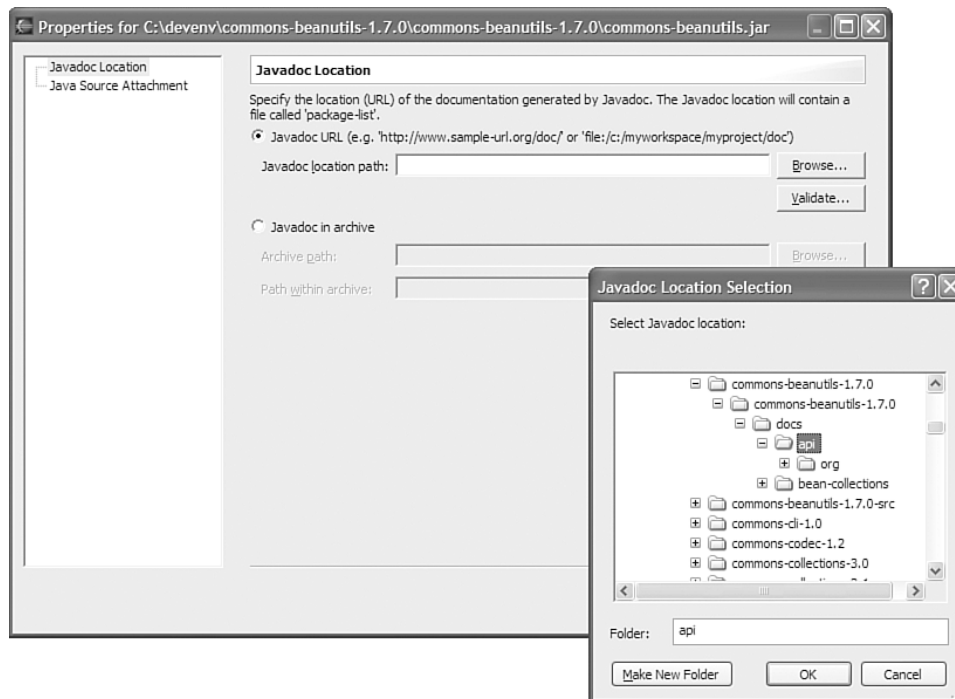 Properties for C:\devenv\commons-beanutils-1.7.0\commons-beanutils-1.7.0\commons-beanutils.jar
Javadoc Location
Java Source Attachment
Javadoc Location
Specify the location (URL) of the documentation generated by Javadoc. The Javadoc location will contain a
file called 'package-list'.
Javadoc URL (e.g. 'http://www.sample-url.org/doc/' or 'file:/c:/myworkspace/myproject/doc')
Javadoc location path:
Browse...
Validate...
Javadoc in archive
Archive path:
Browse...
Path within archive:
Javadoc Location Selection
Select Javadoc location:
commons-beanutils-1.7.0
commons-beanutils-1.7.0
docs
api
org
bean-collections
commons-beanutils-1.7.0-src
commons-cli-1.0
commons-codec-1.2
commons-collections-3.0
Folder:
api
Make New Folder
OK
Cancel